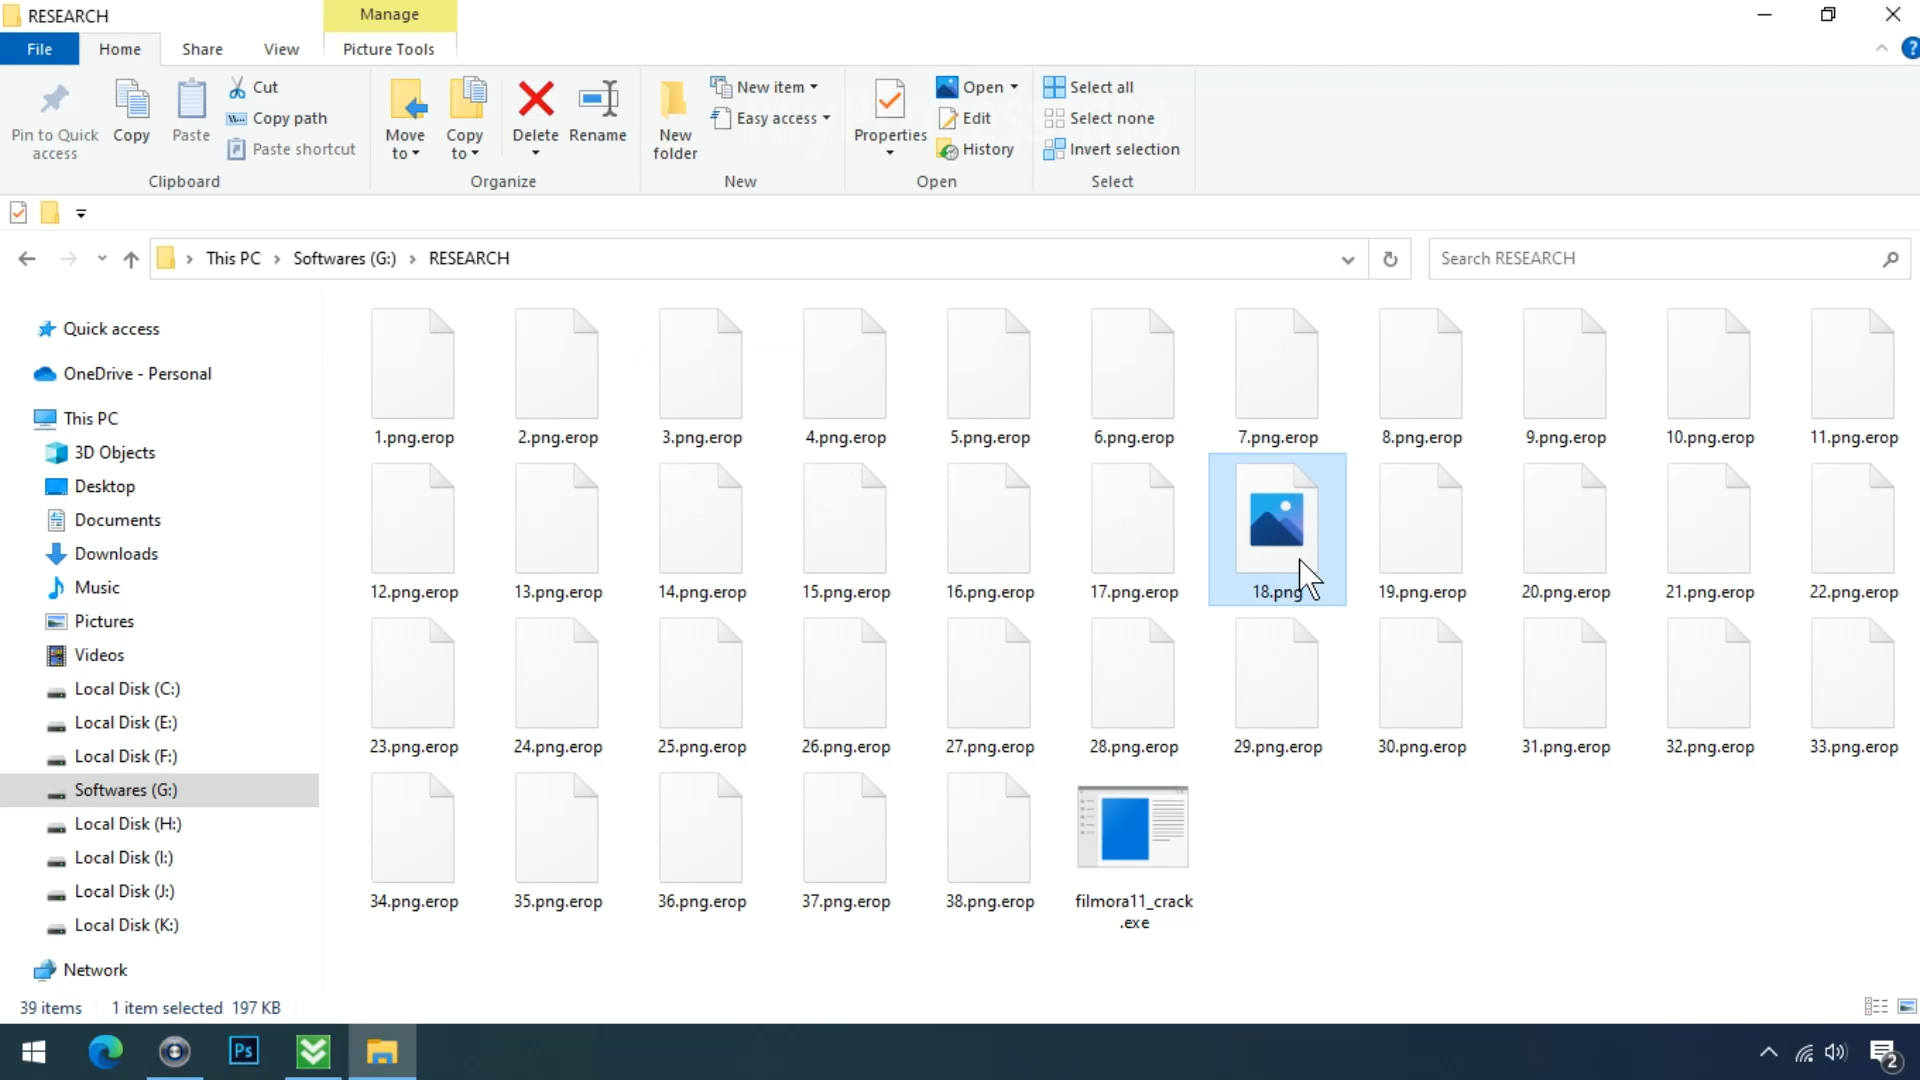 RESEARCH
Manage
File
Home
Share
View
Picture Tools
Pin to Quick access
Copy
Paste
Cut
Copy path
Paste shortcut
Move to
Copy to
Delete
Rename
New folder
New item
Easy access
Properties
Open
Edit
History
Select all
Select none
Invert selection
Clipboard
Organize
New
Open
Select
This PC
Softwares (G:)
RESEARCH
Search RESEARCH
Quick access
OneDrive - Personal
This PC
3D Objects
Desktop
Documents
Downloads
Music
Pictures
Videos
Local Disk (C:)
Local Disk (E:)
Local Disk (F:)
Softwares (G:)
Local Disk (H:)
Local Disk (I:)
Local Disk (J:)
Local Disk (K:)
Network
1.png.erop
2.png.erop
3.png.erop
4.png.erop
5.png.erop
6.png.erop
7.png.erop
8.png.erop
9.png.erop
10.png.erop
11.png.erop
12.png.erop
13.png.erop
14.png.erop
15.png.erop
16.png.erop
17.png.erop
18.png
19.png.erop
20.png.erop
21.png.erop
22.png.erop
23.png.erop
24.png.erop
25.png.erop
26.png.erop
27.png.erop
28.png.erop
29.png.erop
30.png.erop
31.png.erop
32.png.erop
33.png.erop
34.png.erop
35.png.erop
36.png.erop
37.png.erop
38.png.erop
filmora11_crack
.exe
39 items
1 item selected 197 KB
Ps
2